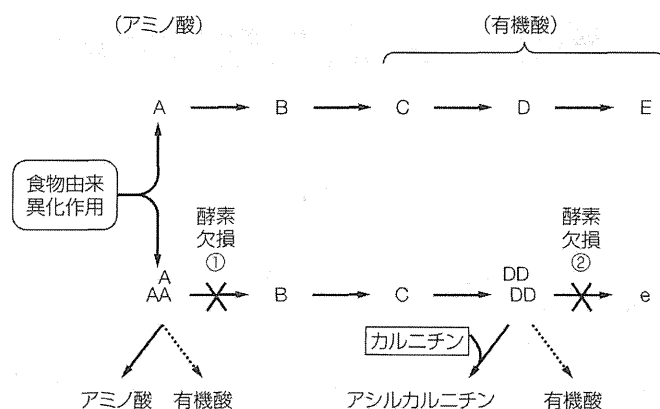 (アミノ酸) (有機酸)
A B C D E
食物由来
異化作用
酵素
欠損
①
酵素
欠損
②
A
AA B C DD
DD e
カルニチン
アミノ酸 有機酸 アシルカルニチン 有機酸